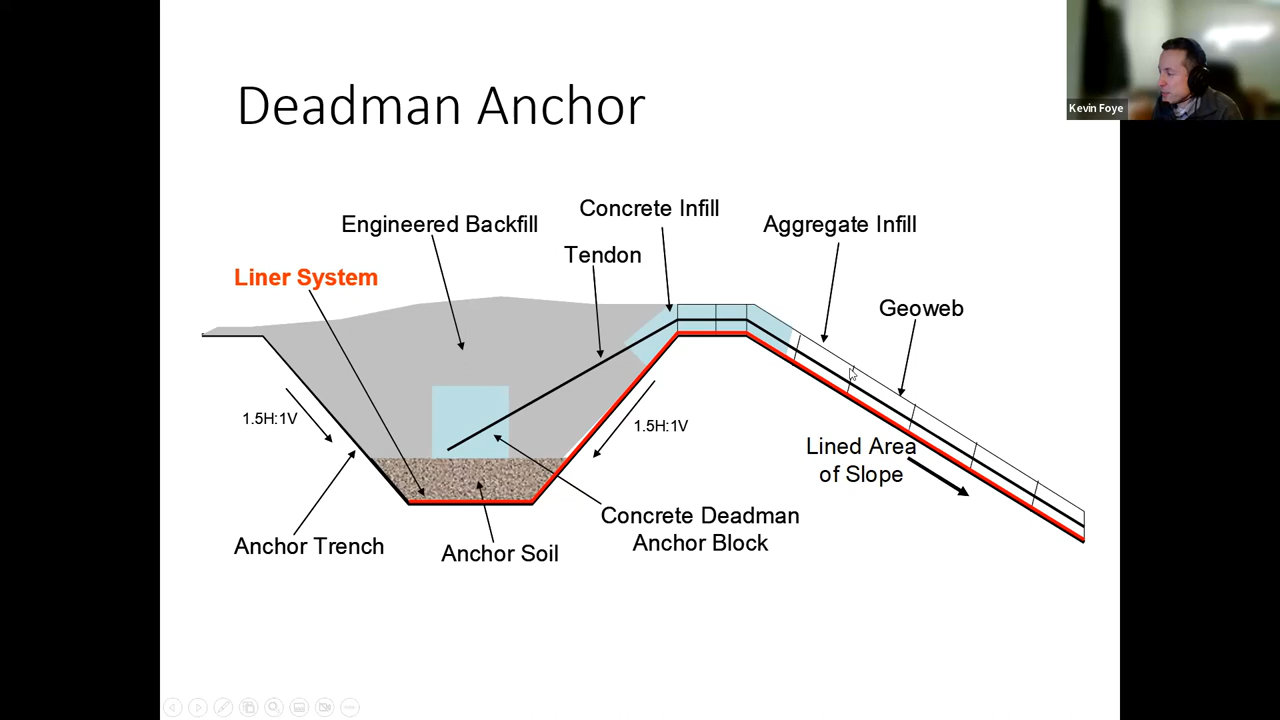 Deadman Anchor
Kevin Foye
Concrete Infill
Engineered Backfill
Aggregate Infill
Tendon
Liner System
Geoweb
1.5H:1V
1.5H:1V
Lined Area
of Slope
Concrete Deadman
Anchor Block
Anchor Trench
Anchor Soil